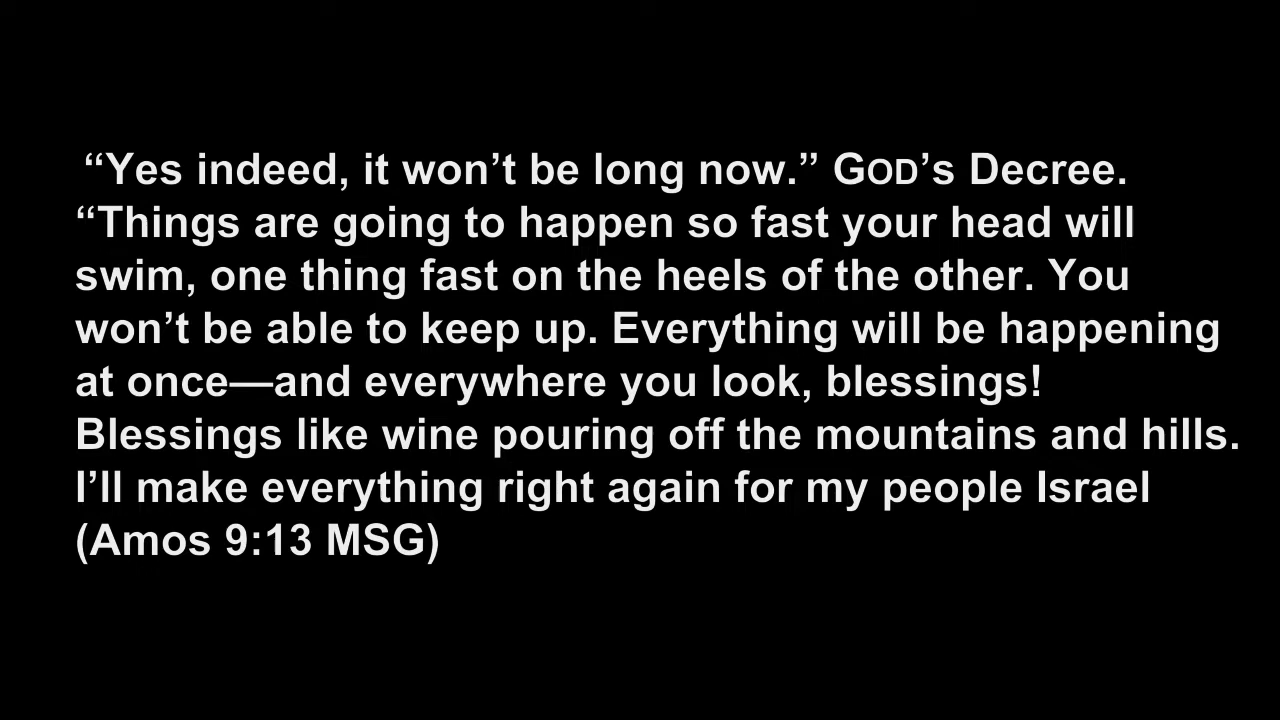 “Yes indeed, it won’t be long now.” GOD’s Decree.
“Things are going to happen so fast your head will
swim, one thing fast on the heels of the other. You
won’t be able to keep up. Everything will be happening
at once—and everywhere you look, blessings!
Blessings like wine pouring off the mountains and hills.
I’ll make everything right again for my people Israel
(Amos 9:13 MSG)